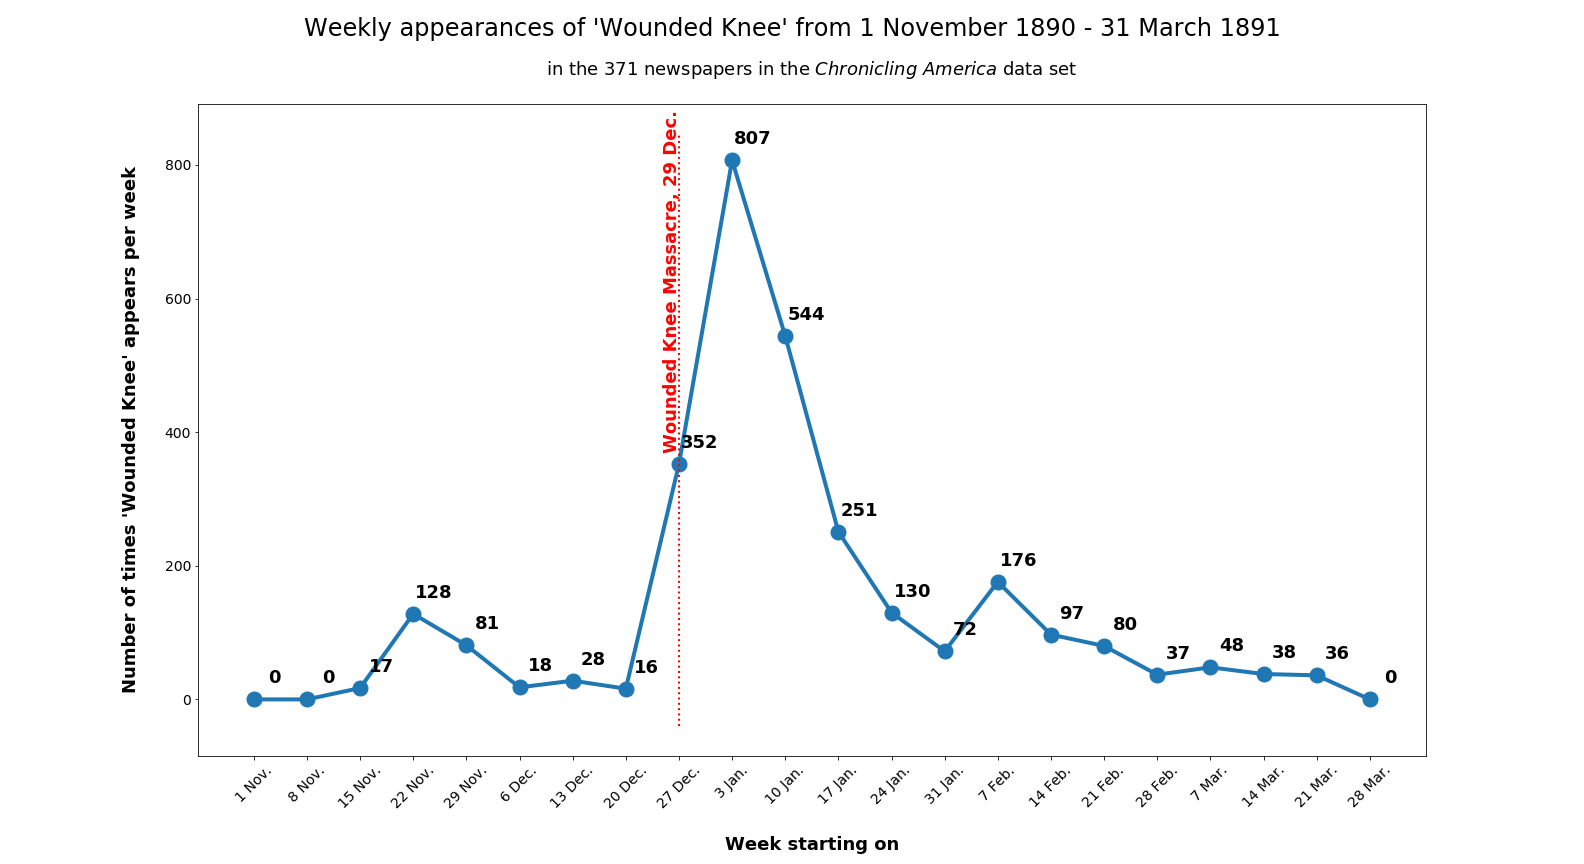 Weekly appearances of 'Wounded Knee' from 1 November 1890 - 31 March 1891
in the 371 newspapers in the Chronicling America data set
Number of times 'Wounded Knee' appears per week
800
600
400
200
0
Wounded Knee Massacre, 29 Dec.
0
0
17
128
81
18
28
16
352
807
544
251
130
72
176
97
80
37
48
38
36
0
1 Nov.
8 Nov.
15 Nov.
22 Nov.
29 Nov.
6 Dec.
13 Dec.
20 Dec.
27 Dec.
3 Jan.
10 Jan.
17 Jan.
24 Jan.
31 Jan.
7 Feb.
14 Feb.
21 Feb.
28 Feb.
7 Mar.
14 Mar.
21 Mar.
28 Mar.
Week starting on